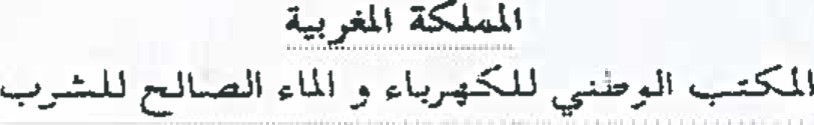 المملكة المغربية
المكتب الوطني للكهرباء و الماء الصالح للشرب